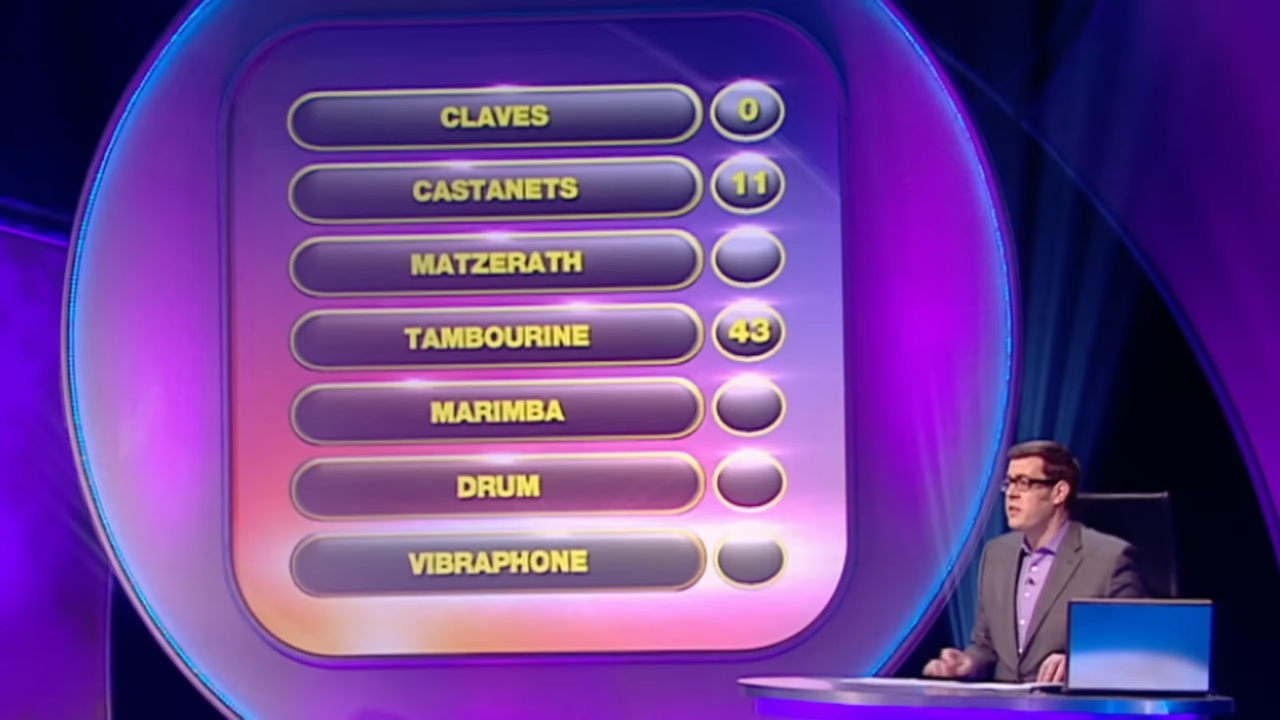 CLAVES 0
CASTANETS 11
MATZERATH
TAMBOURINE 43
MARIMBA
DRUM
VIBRAPHONE